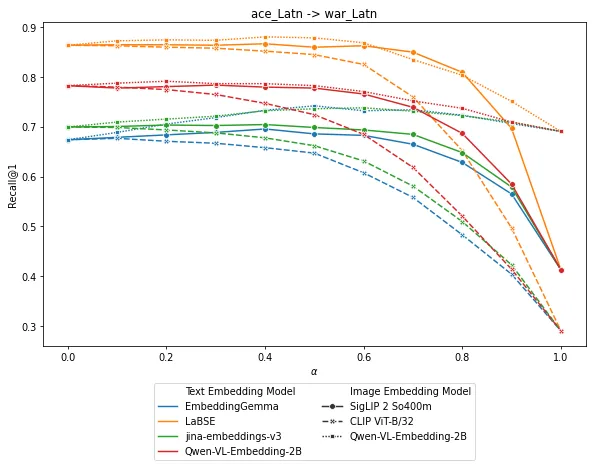 ace_Latn -> war_Latn
0.9
0.8
0.7
0.6
0.5
0.4
0.3
Recall@1
0.0 0.2 0.4 0.6 0.8 1.0
α
Text Embedding Model Image Embedding Model
EmbeddingGemma SigLIP 2 So400m
LaBSE CLIP ViT-B/32
jina-embeddings-v3 Qwen-VL-Embedding-2B
Qwen-VL-Embedding-2B